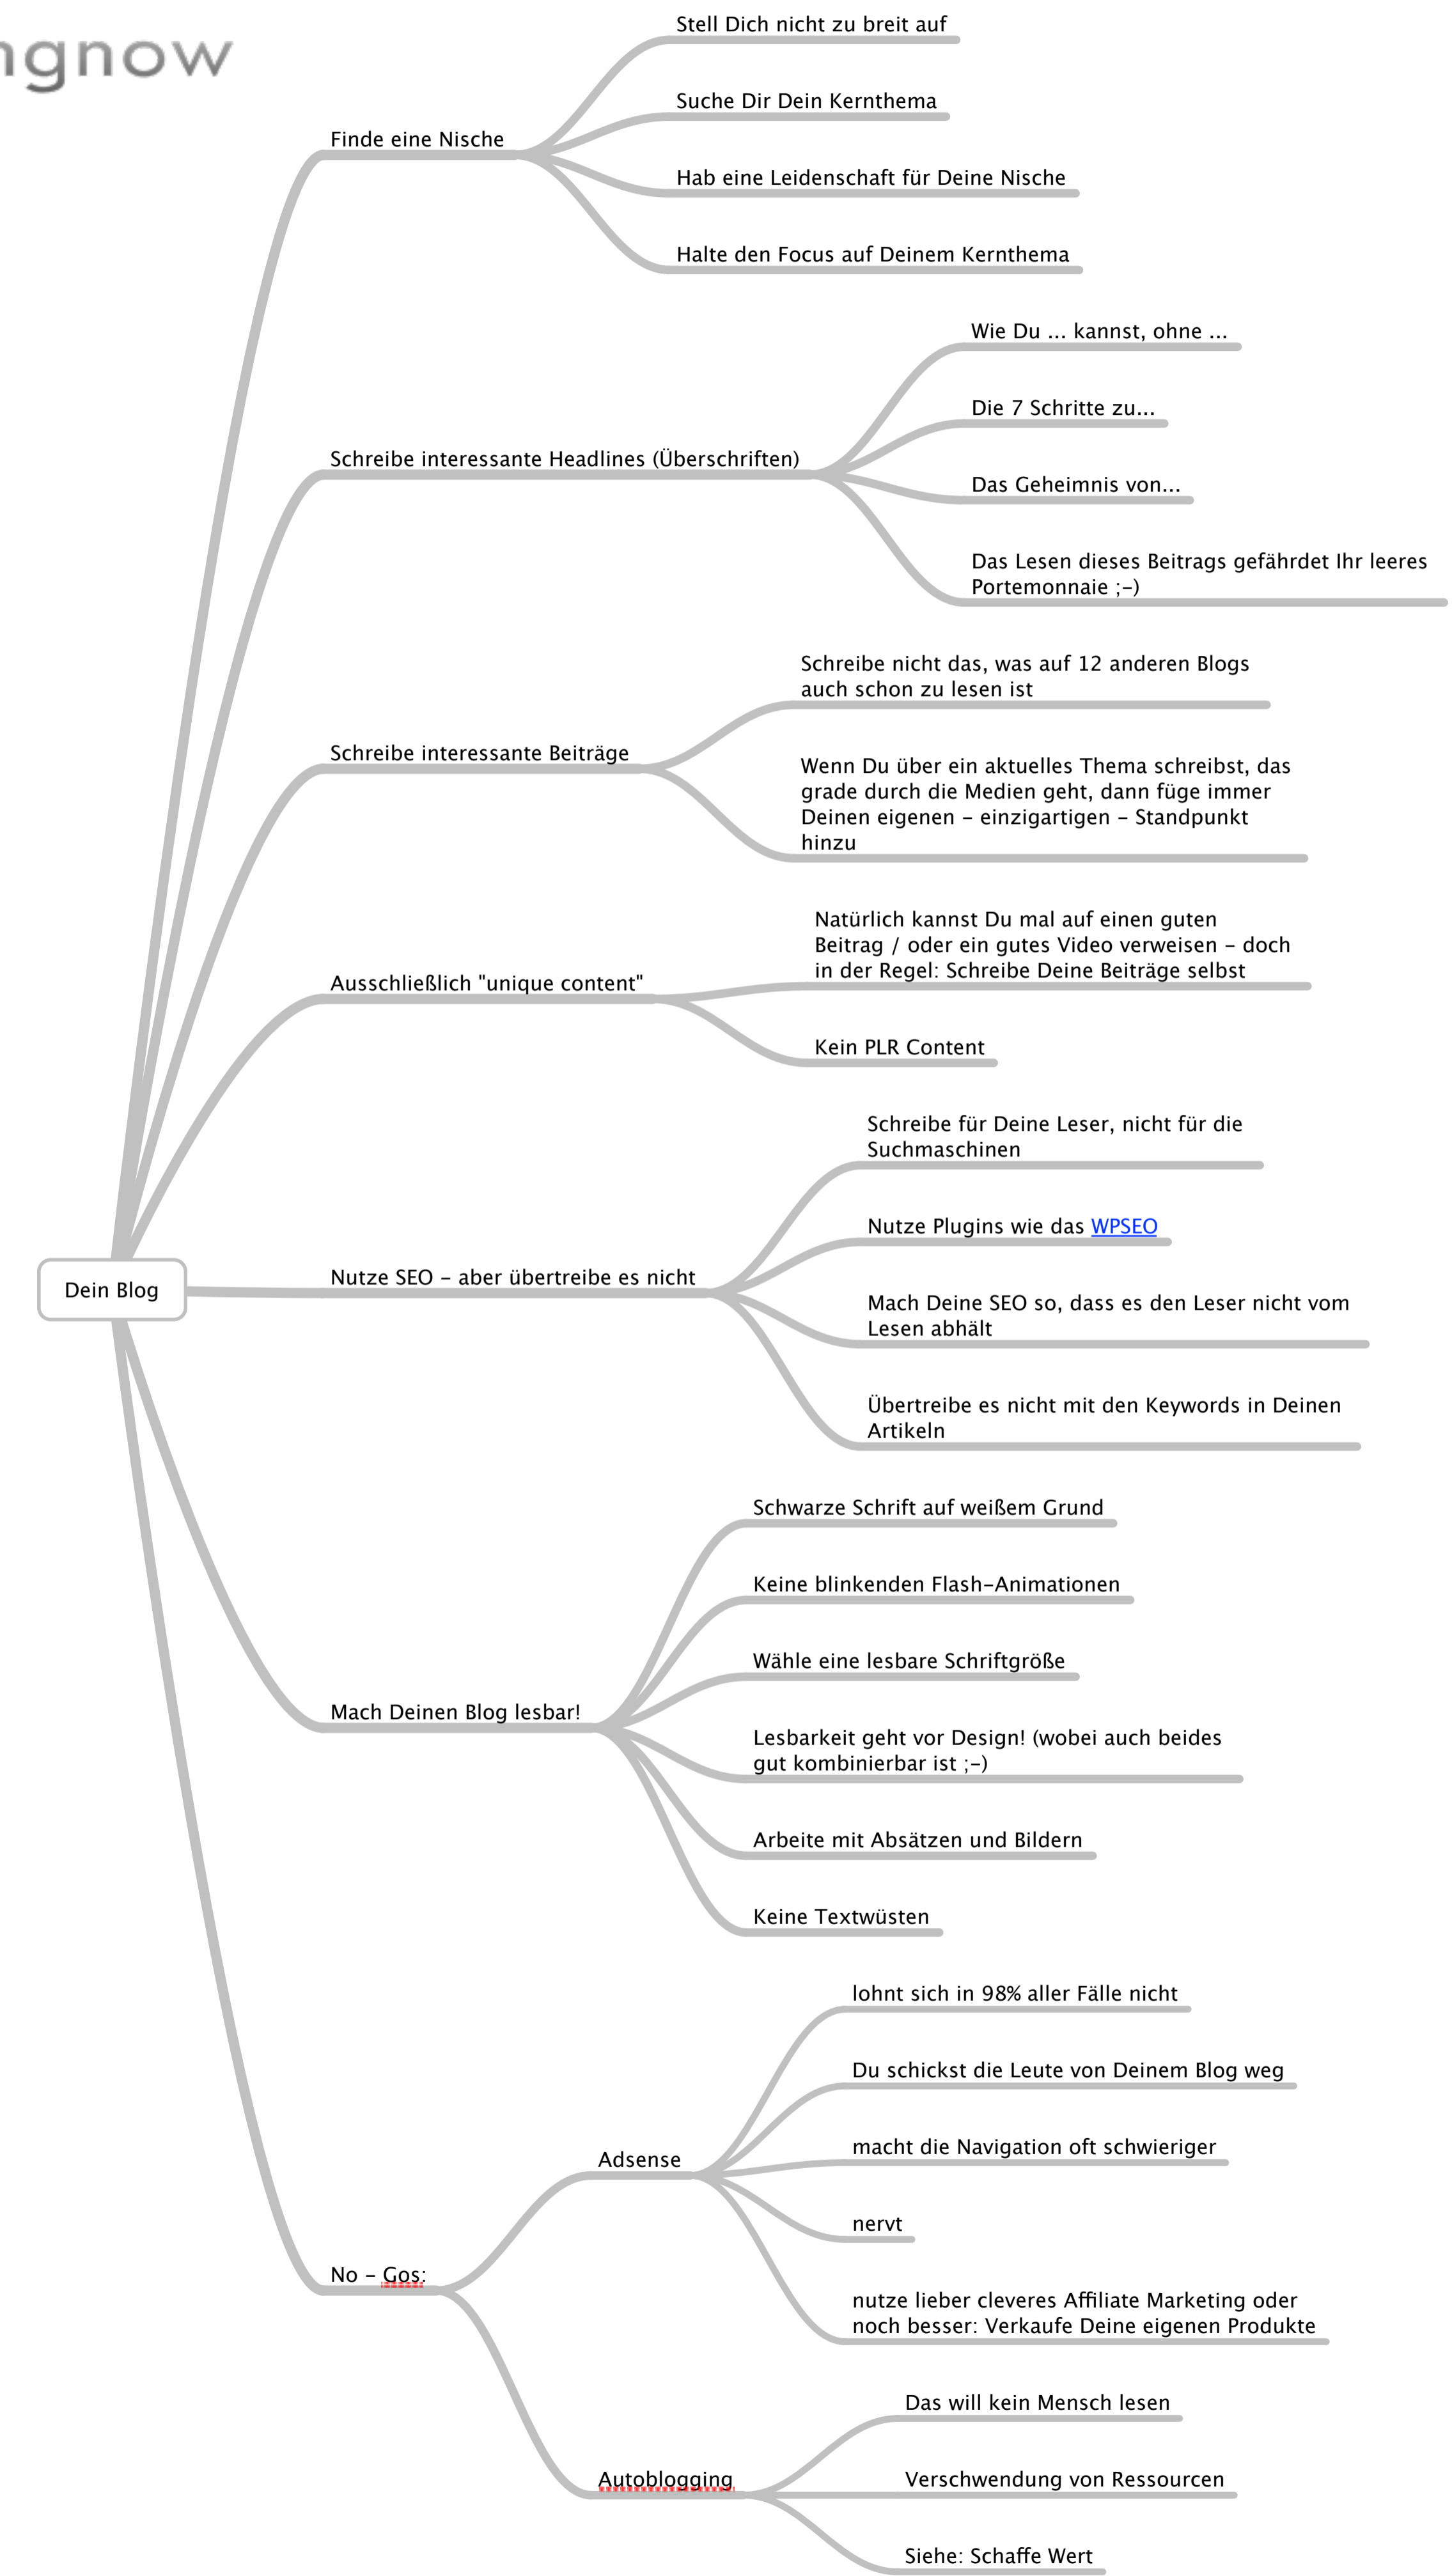 ngnow
Stell Dich nicht zu breit auf
Suche Dir Dein Kernthema
Finde eine Nische
Hab eine Leidenschaft für Deine Nische
Halte den Focus auf Deinem Kernthema
Wie Du ... kannst, ohne ...
Die 7 Schritte zu...
Schreibe interessante Headlines (Überschriften)
Das Geheimnis von...
Das Lesen dieses Beitrags gefährdet Ihr leeres
Portemonnaie ;-)
Schreibe nicht das, was auf 12 anderen Blogs
auch schon zu lesen ist
Schreibe interessante Beiträge
Wenn Du über ein aktuelles Thema schreibst, das
grade durch die Medien geht, dann füge immer
Deinen eigenen - einzigartigen - Standpunkt
hinzu
Natürlich kannst Du mal auf einen guten
Beitrag / oder ein gutes Video verweisen - doch
in der Regel: Schreibe Deine Beiträge selbst
Ausschließlich "unique content"
Kein PLR Content
Schreibe für Deine Leser, nicht für die
Suchmaschinen
Nutze Plugins wie das WPSEO
Dein Blog
Nutze SEO - aber übertreibe es nicht
Mach Deine SEO so, dass es den Leser nicht vom
Lesen abhält
Übertreibe es nicht mit den Keywords in Deinen
Artikeln
Schwarze Schrift auf weißem Grund
Keine blinkenden Flash-Animationen
Wähle eine lesbare Schriftgröße
Mach Deinen Blog lesbar!
Lesbarkeit geht vor Design! (wobei auch beides
gut kombinierbar ist ;-)
Arbeite mit Absätzen und Bildern
Keine Textwüsten
lohnt sich in 98% aller Fälle nicht
Du schickst die Leute von Deinem Blog weg
Adsense
macht die Navigation oft schwieriger
nervt
No - Gos:
nutze lieber cleveres Affiliate Marketing oder
noch besser: Verkaufe Deine eigenen Produkte
Das will kein Mensch lesen
Autoblogging
Verschwendung von Ressourcen
Siehe: Schaffe Wert